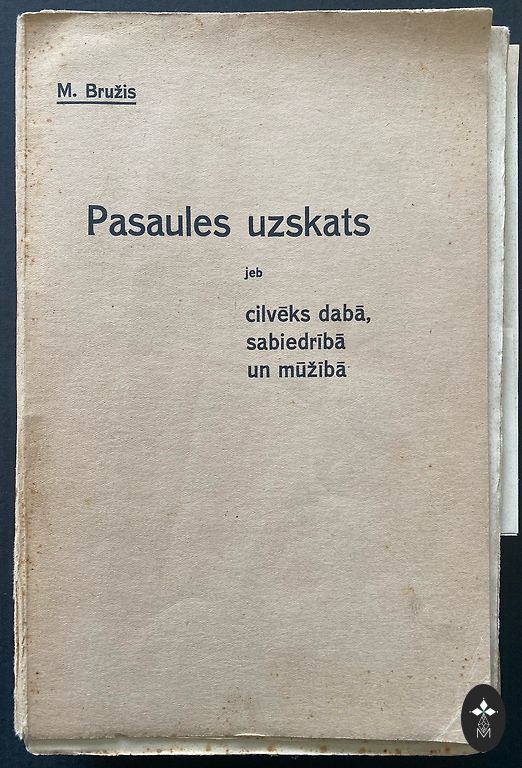 M. Bružis
Pasaules uzskats
jeb
cilvēks dabā,
sabiedrībā
un mūžībā